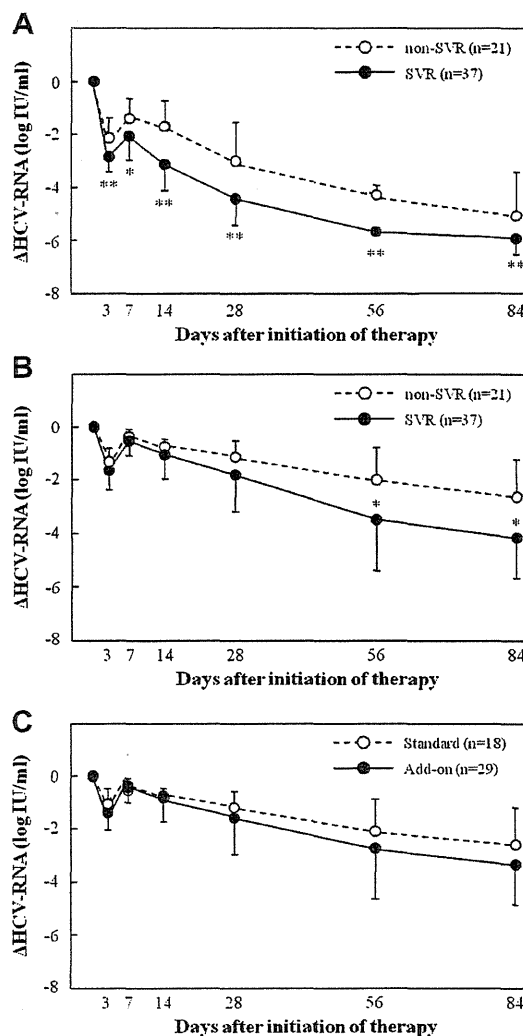 A
non-SVR (n=21)
SVR (n=37)
ΔHCV-RNA (log IU/ml)
0
-2
-4
-6
-8
** * ** ** ** **
3 7 14 28 56 84
Days after initiation of therapy
B
non-SVR (n=21)
SVR (n=37)
ΔHCV-RNA (log IU/ml)
0
-2
-4
-6
-8
* *
3 7 14 28 56 84
Days after initiation of therapy
C
Standard (n=18)
Add-on (n=29)
ΔHCV-RNA (log IU/ml)
0
-2
-4
-6
-8
3 7 14 28 56 84
Days after initiation of therapy